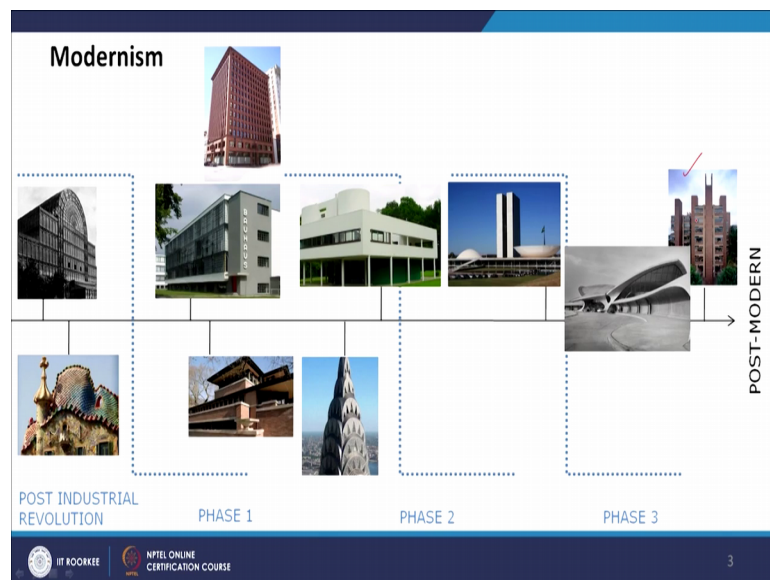 Modernism
BAUHAUS
POST-MODERN
POST INDUSTRIAL
REVOLUTION
PHASE 1
PHASE 2
PHASE 3
IIT ROORKEE
NPTEL ONLINE
CERTIFICATION COURSE
3